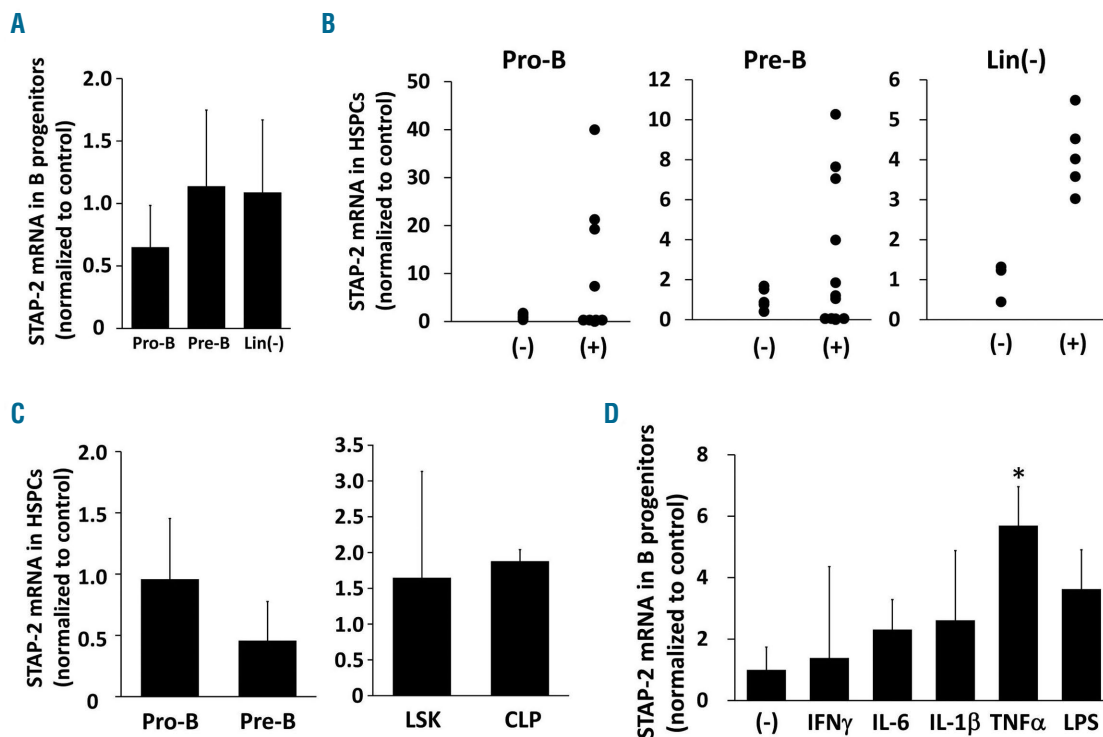 A
STAP-2 mRNA in B progenitors
(normalized to control)
2.0
1.5
1.0
0.5
0
Pro-B Pre-B Lin(-)
B
STAP-2 mRNA in HSPCs
(normalized to control)
Pro-B
50
40
30
20
10
0
(-) (+)
Pre-B
12
10
8
6
4
2
0
(-) (+)
Lin(-)
6
5
4
3
2
1
0
(-) (+)
C
STAP-2 mRNA in HSPCs
(normalized to control)
2.0
1.5
1.0
0.5
0
Pro-B Pre-B
3.5
3.0
2.5
2.0
1.5
1.0
0.5
0
LSK CLP
D
STAP-2 mRNA in B progenitors
(normalized to control)
8
6
4
2
0
*
(-) IFNγ IL-6 IL-1β TNFα LPS